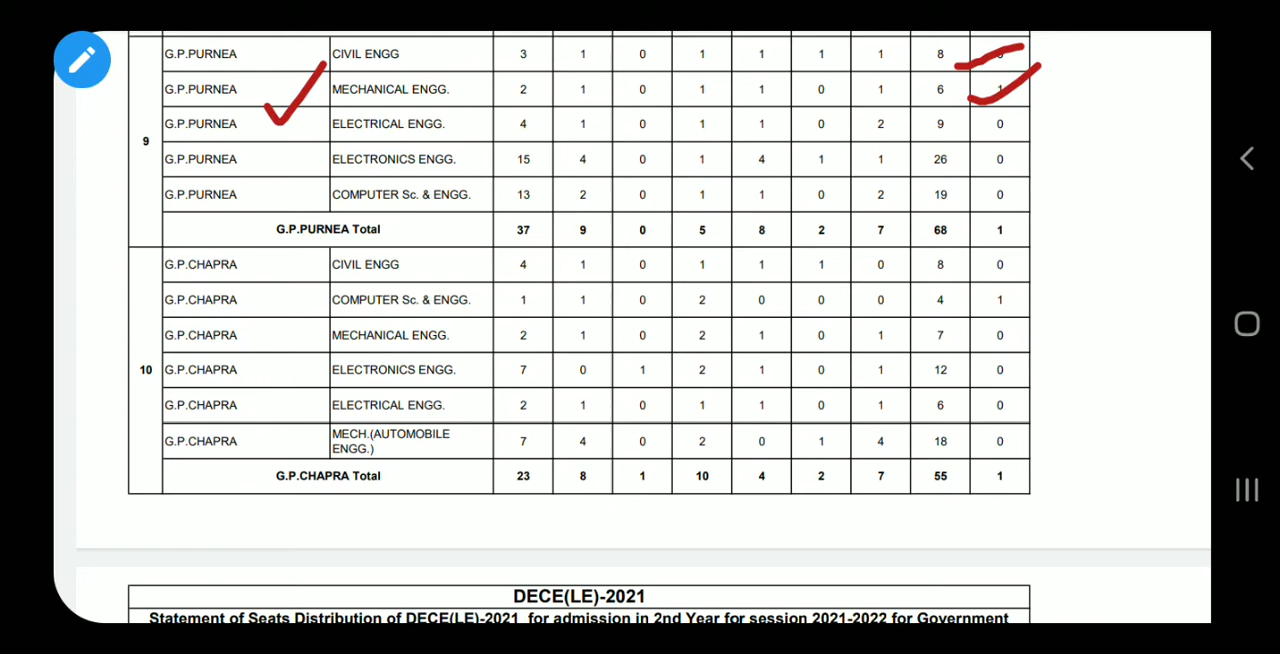 9
G.P.PURNEA CIVIL ENGG 3 1 0 1 1 1 1 8
G.P.PURNEA MECHANICAL ENGG. 2 1 0 1 1 0 1 6 1
G.P.PURNEA ELECTRICAL ENGG. 4 1 0 1 1 0 2 9 0
G.P.PURNEA ELECTRONICS ENGG. 15 4 0 1 4 1 1 26 0
G.P.PURNEA COMPUTER Sc. & ENGG. 13 2 0 1 1 0 2 19 0
G.P.PURNEA Total 37 9 0 5 8 2 7 68 1
10
G.P.CHAPRA CIVIL ENGG 4 1 0 1 1 1 0 8 0
G.P.CHAPRA COMPUTER Sc. & ENGG. 1 1 0 2 0 0 0 4 1
G.P.CHAPRA MECHANICAL ENGG. 2 1 0 2 1 0 1 7 0
G.P.CHAPRA ELECTRONICS ENGG. 7 0 1 2 1 0 1 12 0
G.P.CHAPRA ELECTRICAL ENGG. 2 1 0 1 1 0 1 6 0
G.P.CHAPRA MECH.(AUTOMOBILE
ENGG.) 7 4 0 2 0 1 4 18 0
G.P.CHAPRA Total 23 8 1 10 4 2 7 55 1
DECE(LE)-2021
Statement of Seats Distribution of DECE(LE)-2021 for admission in 2nd Year for session 2021-2022 for Government